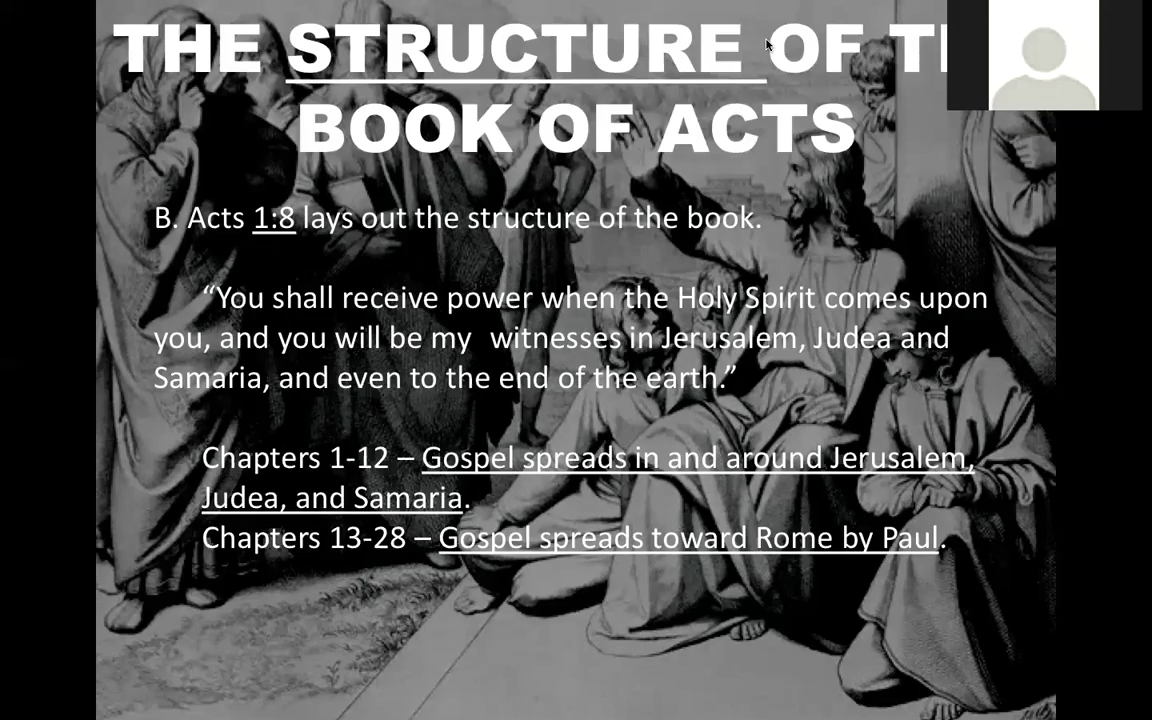 THE STRUCTURE OF
BOOK OF ACTS
B. Acts 1:8 lays out the structure of the book.
“You shall receive power when the Holy Spirit comes upon
you, and you will be my witnesses in Jerusalem, Judea and
Samaria, and even to the end of the earth.”
Chapters 1-12 – Gospel spreads in and around Jerusalem,
Judea, and Samaria.
Chapters 13-28 – Gospel spreads toward Rome by Paul.